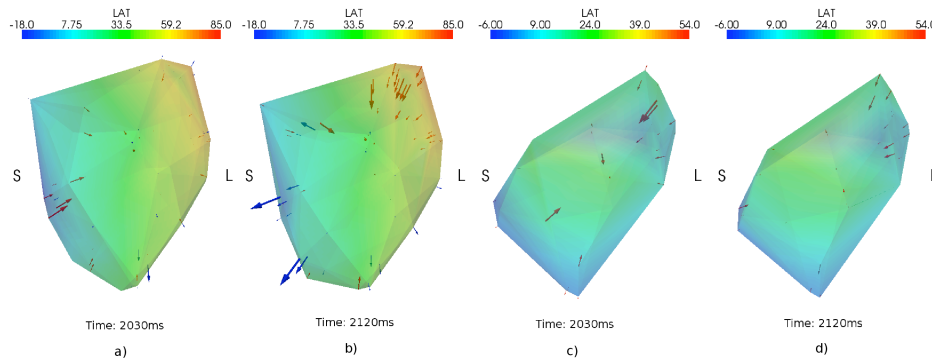 LAT LAT LAT LAT
-18.0 7.75 33.5 59.2 85.0 -18.0 7.75 33.5 59.2 85.0 -6.00 9.00 24.0 39.0 54.0 -6.00 9.00 24.0 39.0 54.0
S L S L S L S
Time: 2030ms Time: 2120ms Time: 2030ms Time: 2120ms
a) b) c) d)